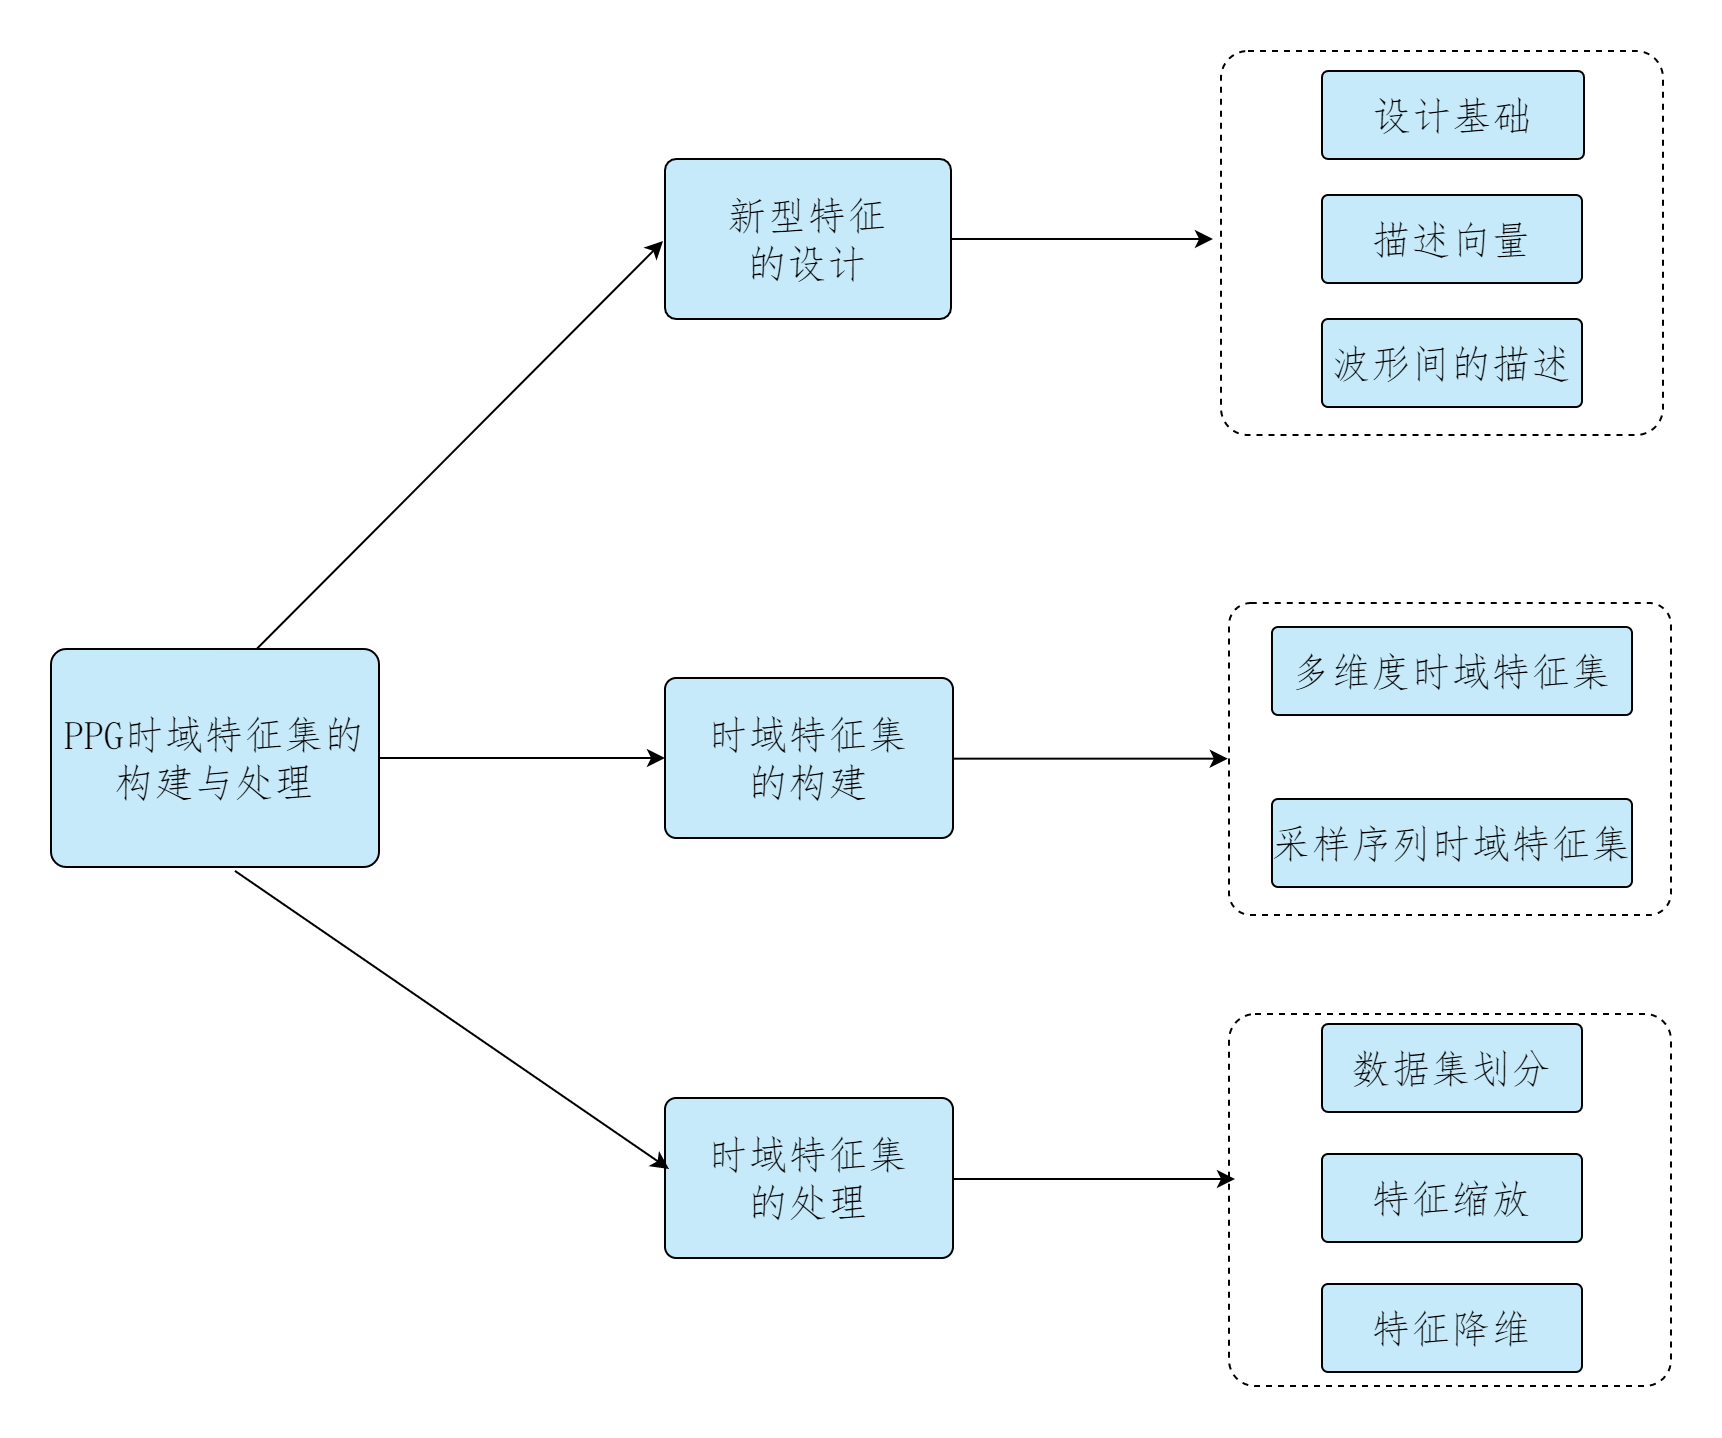 设计基础
新型特征
的设计
描述向量
波形间的描述
PPG时域特征集的
构建与处理
时域特征集
的构建
多维度时域特征集
采样序列时域特征集
时域特征集
的处理
数据集划分
特征缩放
特征降维